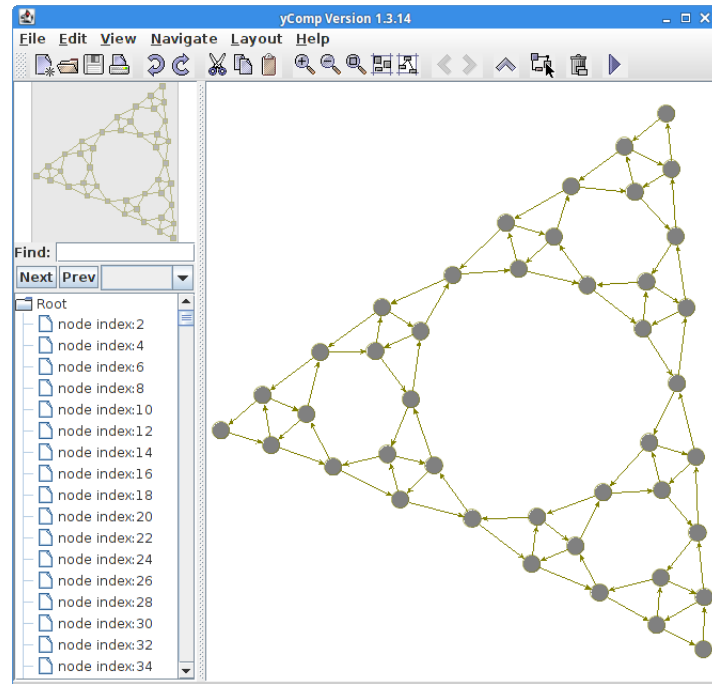 yComp Version 1.3.14
File Edit View Navigate Layout Help
Find:
Next Prev
Root
node index:2
node index:4
node index:6
node index:8
node index:10
node index:12
node index:14
node index:16
node index:18
node index:20
node index:22
node index:24
node index:26
node index:28
node index:30
node index:32
node index:34